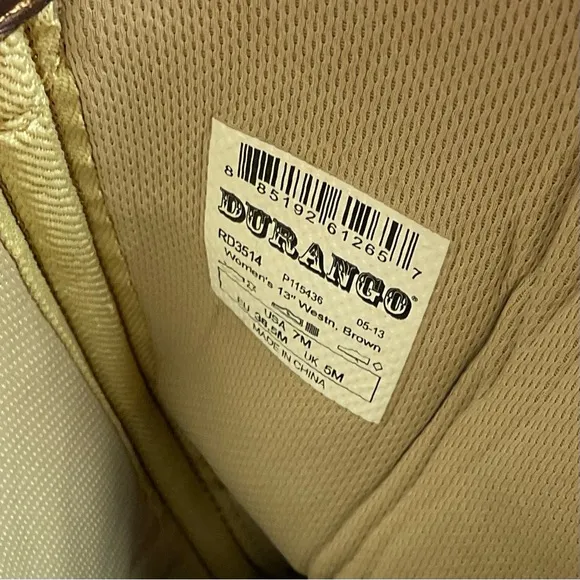 8 85192 61265 7
DURANGO®
RD3514 P115436 05-13
Women's 13" Westn, Brown
USA 7M
EU 38.5M UK 5M
MADE IN CHINA